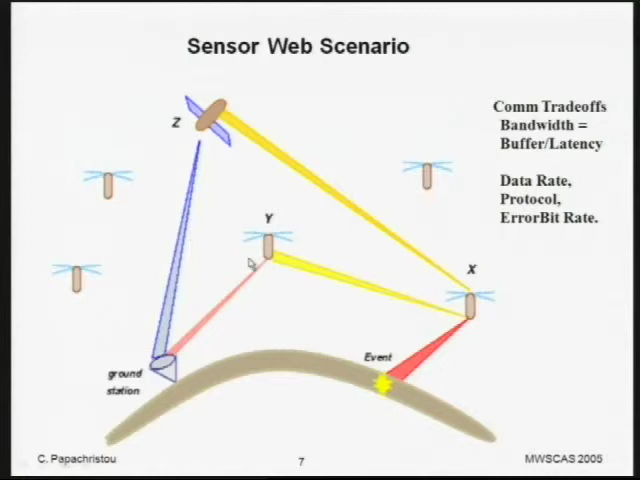 Sensor Web Scenario
Z
Comm Tradeoffs
Bandwidth =
Buffer/Latency
Data Rate,
Protocol,
ErrorBit Rate.
Y
X
Event
ground
station
C. Papachristou
7
MWSCAS 2005